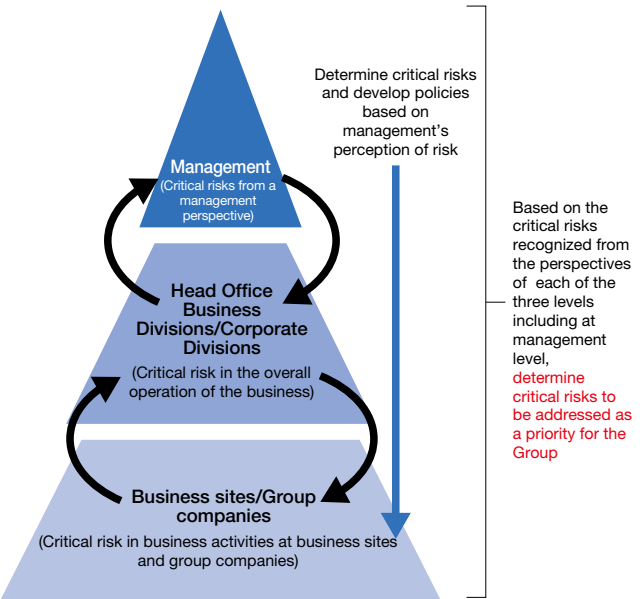 Determine critical risks
and develop policies
based on
management's
perception of risk
Management
(Critical risks from a
management
perspective)
Head Office
Business
Divisions/Corporate
Divisions
(Critical risk in the overall
operation of the business)
Business sites/Group
companies
(Critical risk in business activities at business sites
and group companies)
Based on the
critical risks
recognized from
the perspectives
of each of the
three levels
including at
management
level,
determine
critical risks to
be addressed as
a priority for the
Group